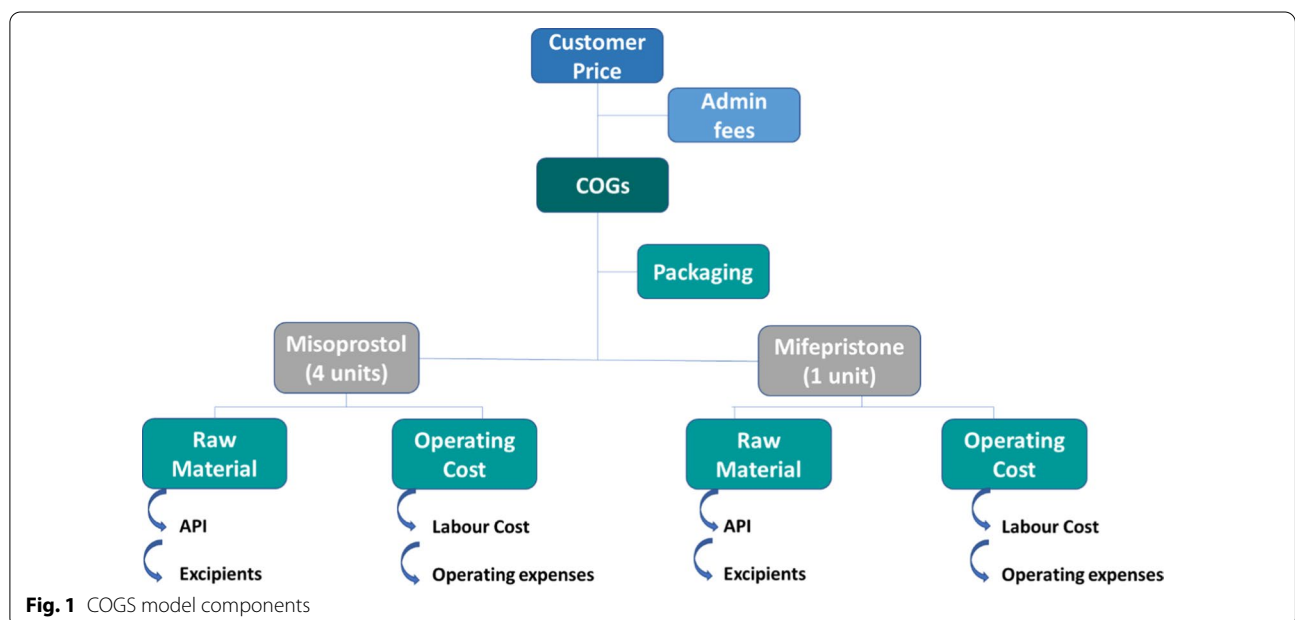 Customer
Price
Admin
fees
COGs
Packaging
Misoprostol
(4 units)
Mifepristone
(1 unit)
Raw
Material
Operating
Cost
Raw
Material
Operating
Cost
API
Labour Cost
API
Labour Cost
Excipients
Operating expenses
Excipients
Operating expenses
Fig. 1 COGS model components